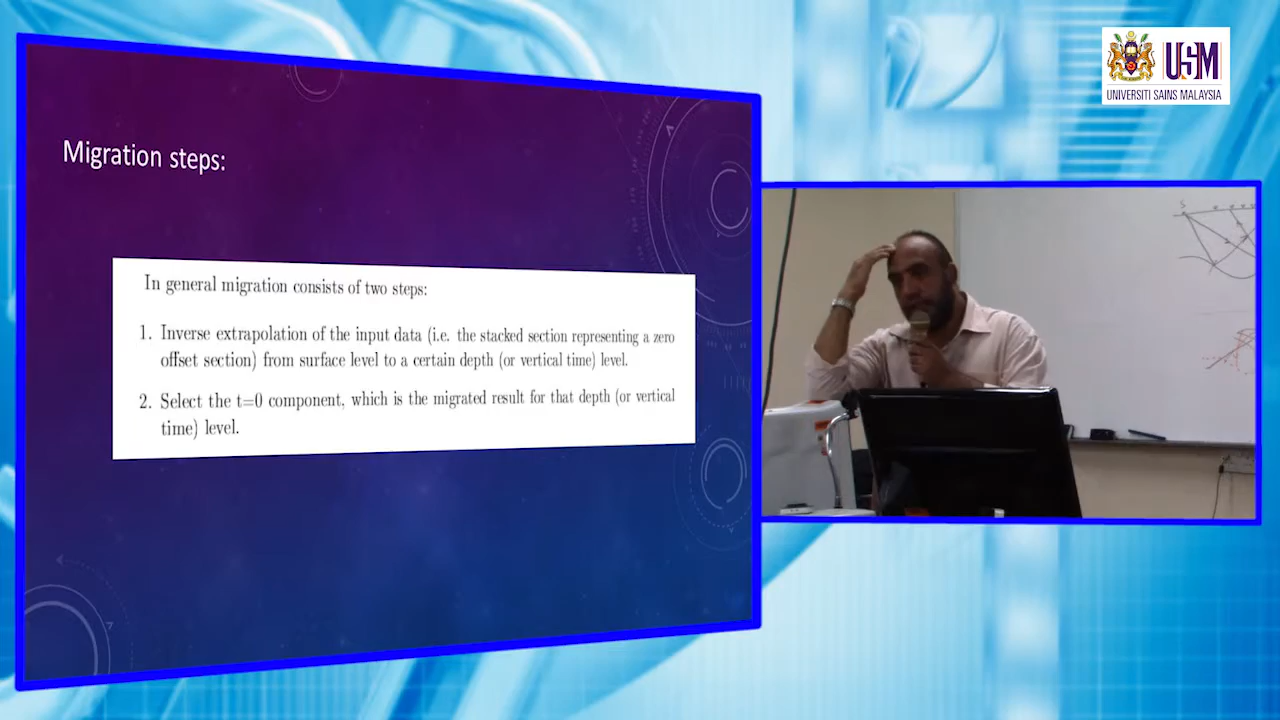 Migration steps:
In general migration consists of two steps:
1. Inverse extrapolation of the input data (i.e. the stacked section representing a zero
offset section) from surface level to a certain depth (or vertical time) level.
2. Select the t=0 component, which is the migrated result for that depth (or vertical
time) level.
USM
UNIVERSITI SAINS MALAYSIA
S